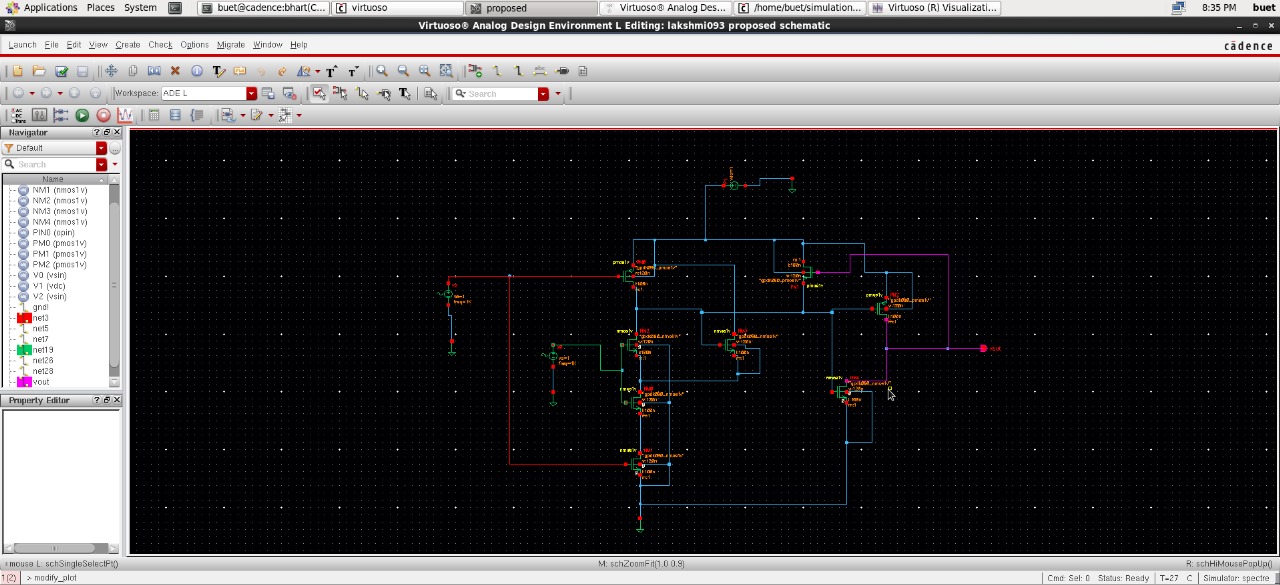 Applications Places System
buet@cadence:bhart(C...
virtuoso
proposed
Virtuoso® Analog Des...
/home/buet/simulation...
Virtuoso (R) Visualizati...
8:35 PM buet
Virtuoso® Analog Design Environment L Editing: lakshmi093 proposed schematic
Launch File Edit View Create Check Options Migrate Window Help
cādence
Workspace: ADE L
Search
Navigator
Default
Search
Name
NM1 (nmos1v)
NM2 (nmos1v)
NM3 (nmos1v)
NM4 (nmos1v)
PIN0 (opin)
PM0 (pmos1v)
PM1 (pmos1v)
PM2 (pmos1v)
V0 (vsin)
V1 (vdc)
V2 (vsin)
gnd!
net3
net5
net7
net19
net26
net28
vout
Property Editor
mouse L: schSingleSelectPt()
M: schZoomFit(1.0 0.9)
R: schHiMousePopUp()
1(2) > modify_plot
Cmd: Sel: 0 Status: Ready T=27 C Simulator: spectre